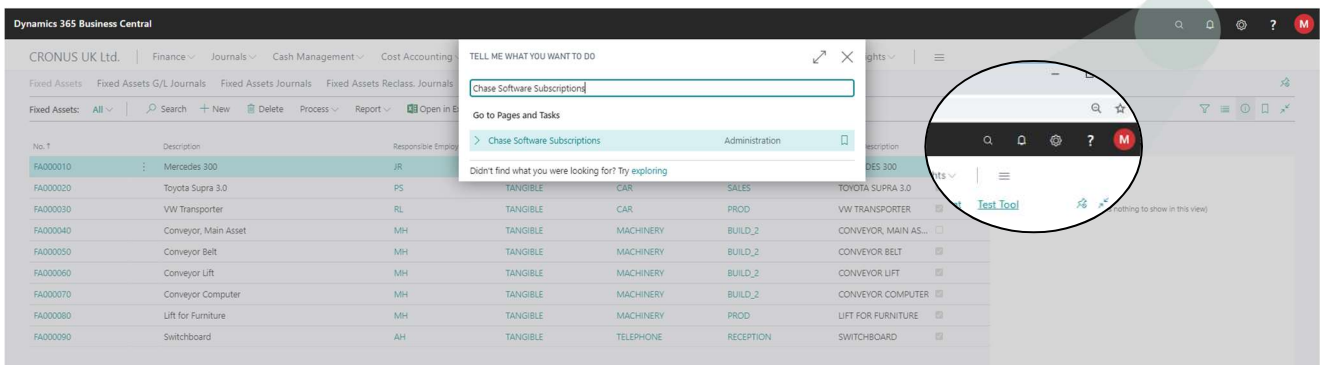 Dynamics 365 Business Central
?
M
CRONUS UK Ltd. Finance Journals Cash Management Cost Accounting
ghts
Fixed Assets Fixed Assets G/L Journals Fixed Assets Journals Fixed Assets Reclass. Journals
Fixed Assets: All Search + New Delete Process Report Open in E
TELL ME WHAT YOU WANT TO DO
Chase Software Subscriptions
Go to Pages and Tasks
Chase Software Subscriptions Administration
Didn't find what you were looking for? Try exploring
? M
hts
Test Tool
nothing to show in this view)
No. ↑ Description Responsible Employ escription
FA000010 Mercedes 300 JR DES 300
FA000020 Toyota Supra 3.0 PS TANGIBLE CAR SALES TOYOTA SUPRA 3.0
FA000030 VW Transporter RL TANGIBLE CAR PROD VW TRANSPORTER
FA000040 Conveyor, Main Asset MH TANGIBLE MACHINERY BUILD_2 CONVEYOR, MAIN AS...
FA000050 Conveyor Belt MH TANGIBLE MACHINERY BUILD_2 CONVEYOR BELT
FA000060 Conveyor Lift MH TANGIBLE MACHINERY BUILD_2 CONVEYOR LIFT
FA000070 Conveyor Computer MH TANGIBLE MACHINERY BUILD_2 CONVEYOR COMPUTER
FA000080 Lift for Furniture MH TANGIBLE MACHINERY PROD LIFT FOR FURNITURE
FA000090 Switchboard AH TANGIBLE TELEPHONE RECEPTION SWITCHBOARD